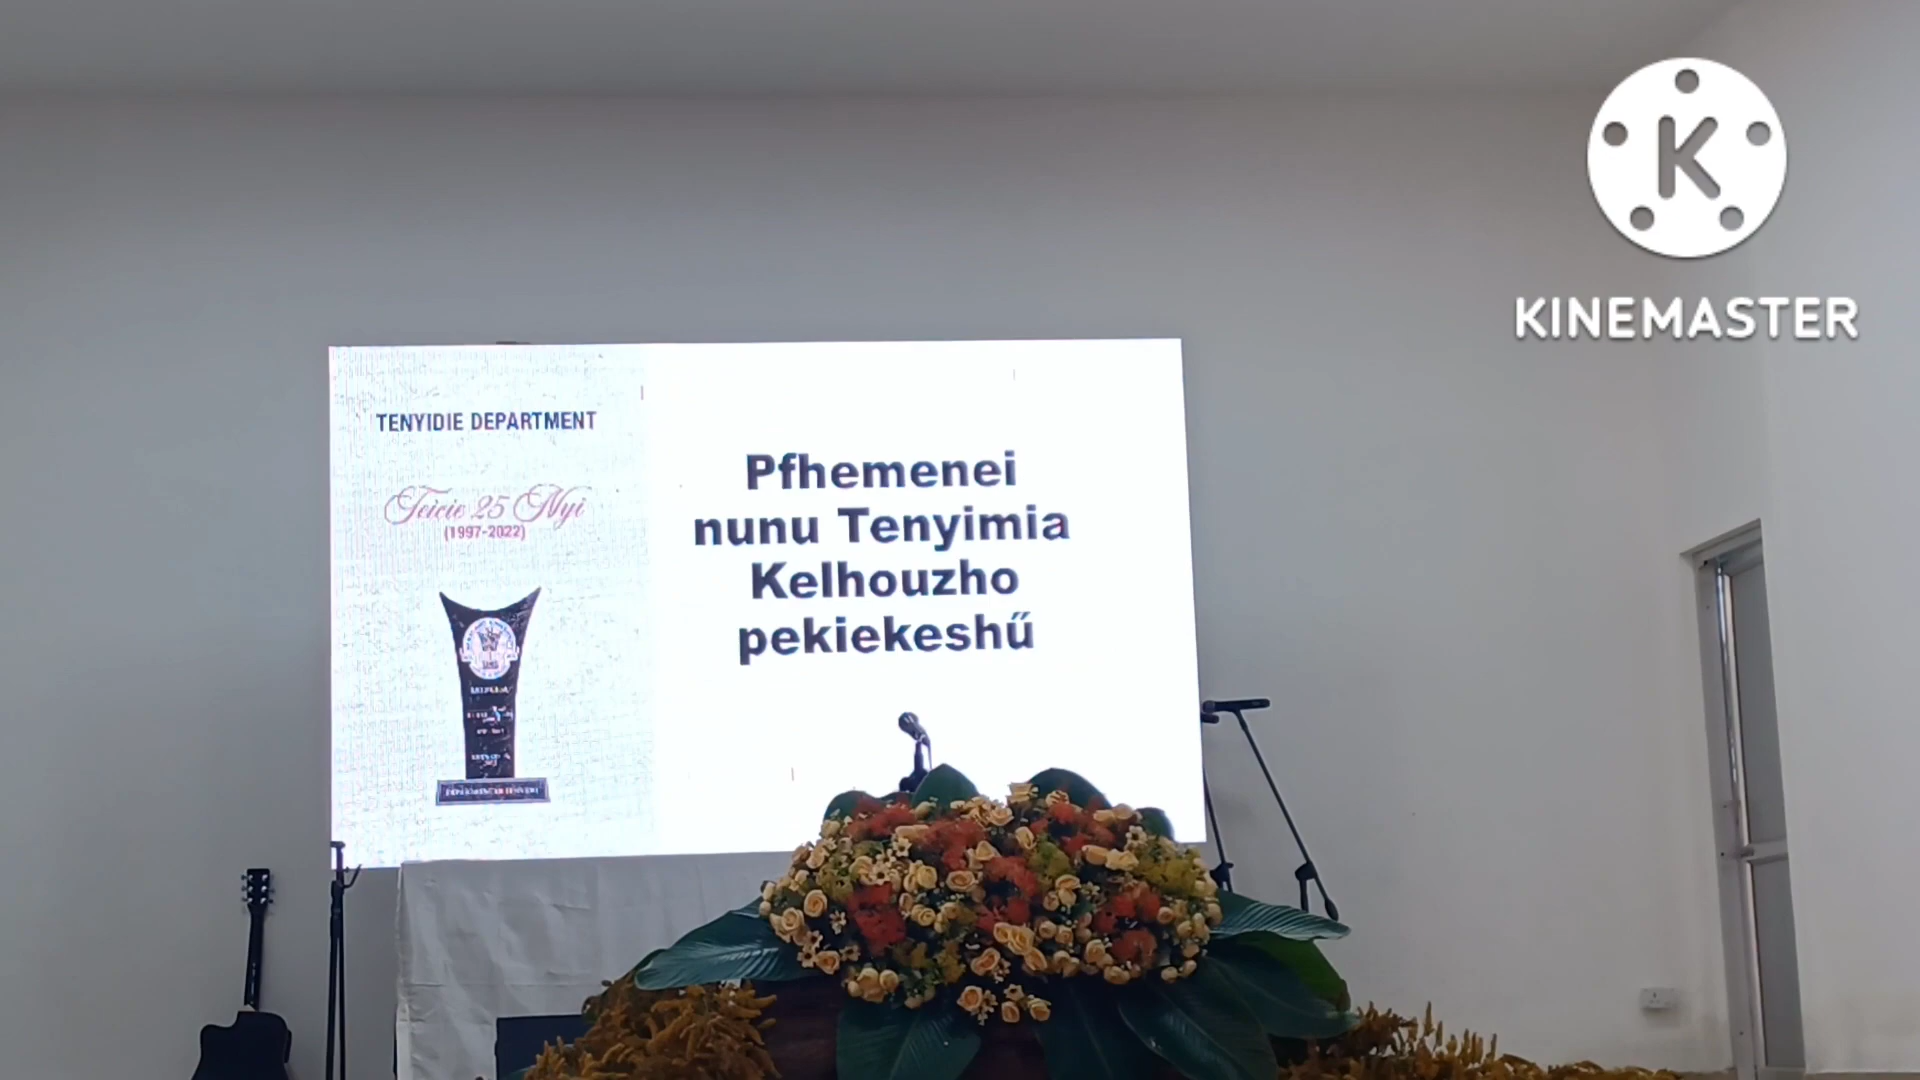 TENYIDIE DEPARTMENT
Teicie 25 Nyi
(1997-2022)
Pfhemenei
nunu Tenyimia
Kelhouzho
pekiekeshű
K
KINEMASTER